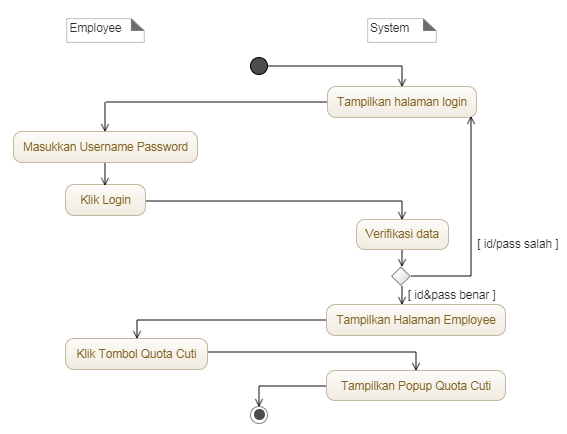 Employee
System
Tampilkan halaman login
Masukkan Username Password
Klik Login
Verifikasi data
[ id/pass salah ]
[ id&pass benar ]
Tampilkan Halaman Employee
Klik Tombol Quota Cuti
Tampilkan Popup Quota Cuti